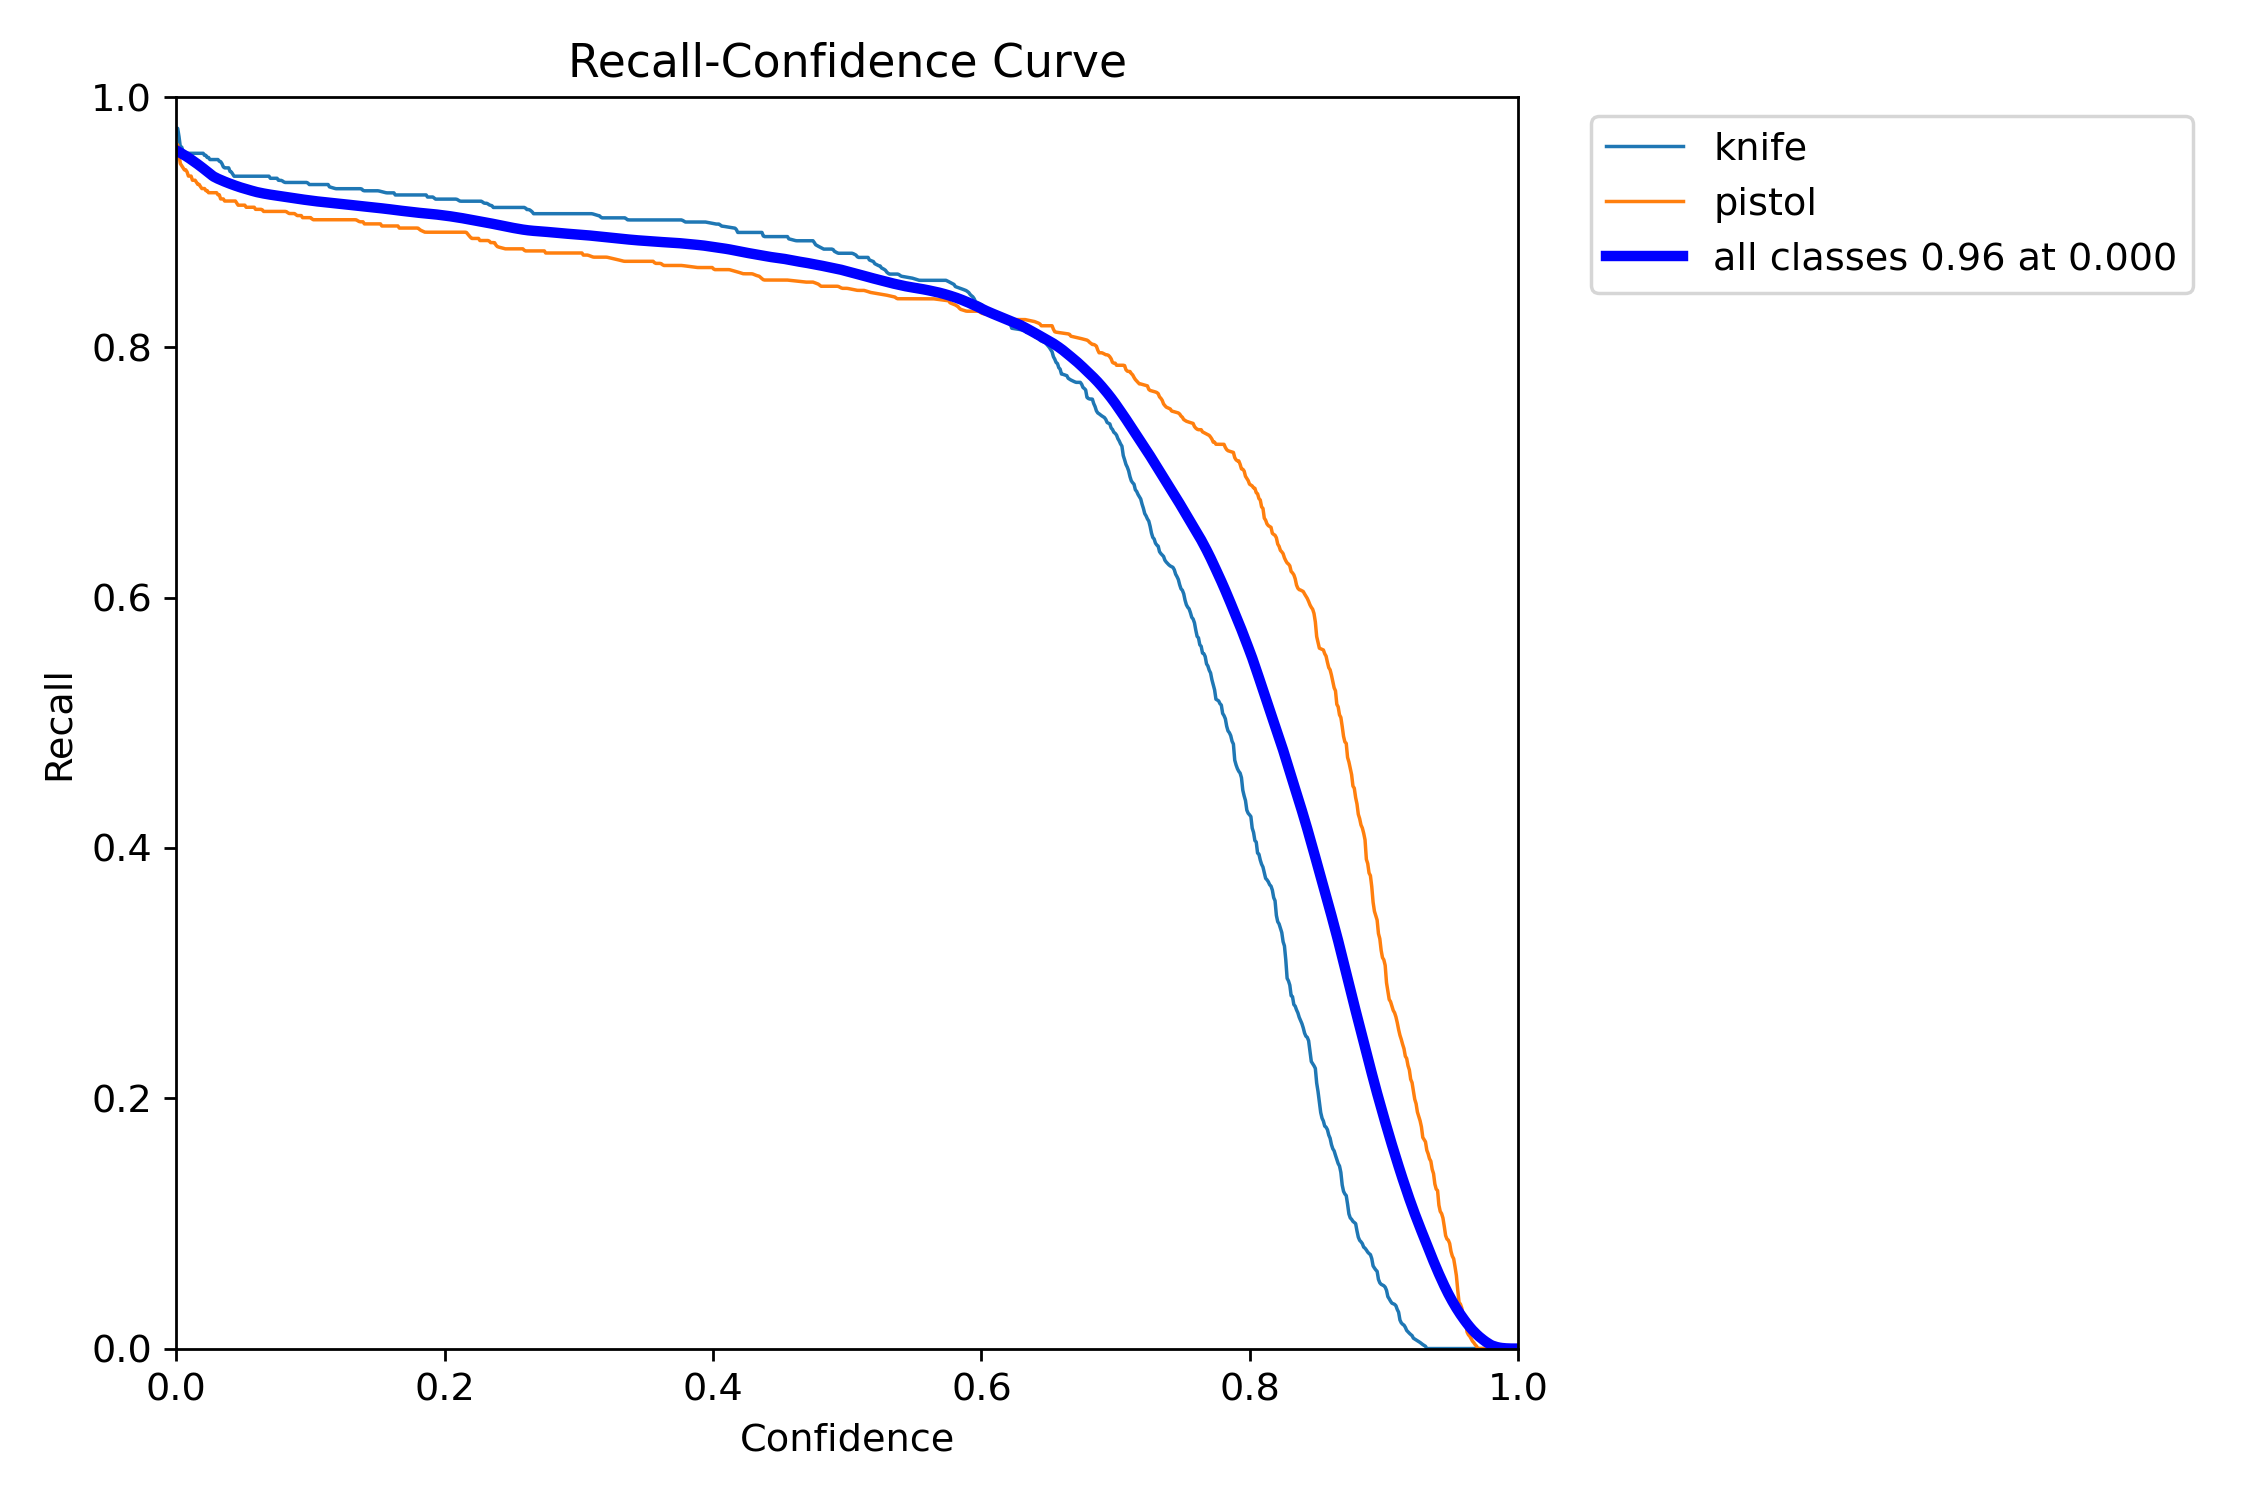 Recall-Confidence Curve
1.0
0.8
0.6
0.4
0.2
0.0
Recall
0.0 0.2 0.4 0.6 0.8 1.0
Confidence
knife
pistol
all classes 0.96 at 0.000